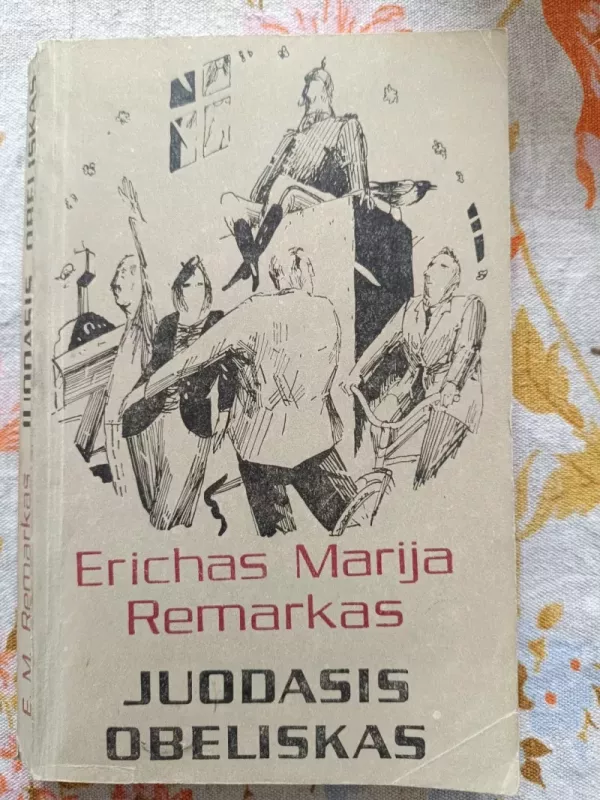 E. M. Remarkas JUODASIS OBELISKAS
Erichas Marija
Remarkas
JUODASIS
OBELISKAS